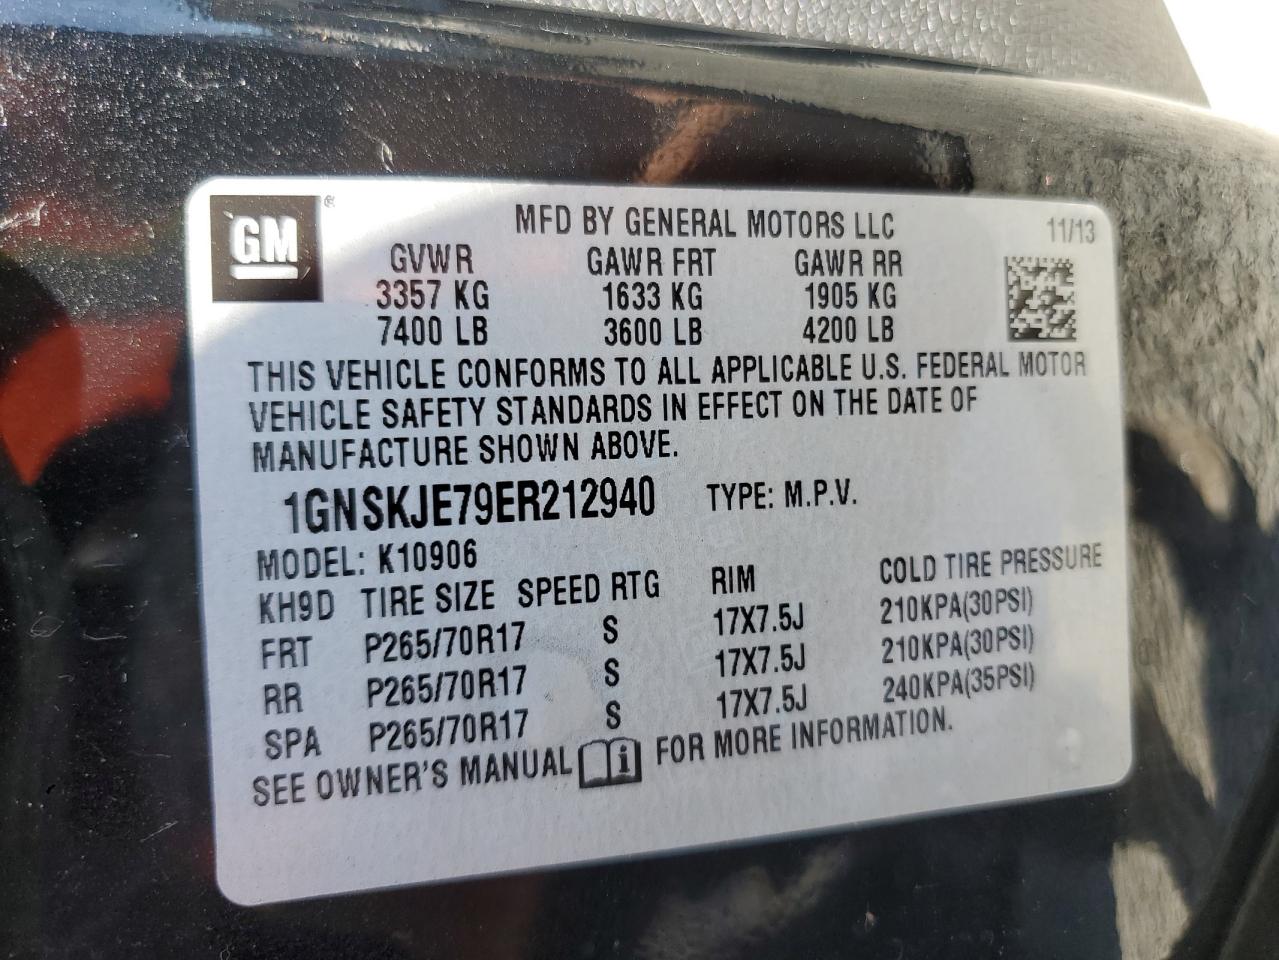 GM ®
MFD BY GENERAL MOTORS LLC 11/13
GVWR GAWR FRT GAWR RR
3357 KG 1633 KG 1905 KG
7400 LB 3600 LB 4200 LB
THIS VEHICLE CONFORMS TO ALL APPLICABLE U.S. FEDERAL MOTOR
VEHICLE SAFETY STANDARDS IN EFFECT ON THE DATE OF
MANUFACTURE SHOWN ABOVE.
1GNSKJE79ER212940 TYPE: M.P.V.
MODEL: K10906
KH9D TIRE SIZE SPEED RTG RIM COLD TIRE PRESSURE
FRT P265/70R17 S 17X7.5J 210KPA(30PSI)
RR P265/70R17 S 17X7.5J 210KPA(30PSI)
SPA P265/70R17 S 17X7.5J 240KPA(35PSI)
SEE OWNER'S MANUAL i FOR MORE INFORMATION.